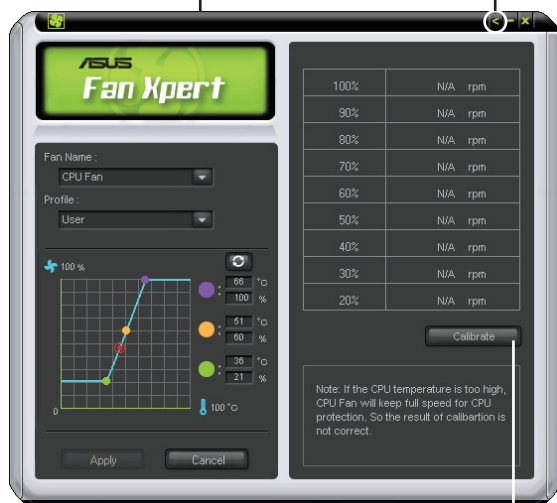 < - x
ASUS
Fan Xpert
Fan Name :
CPU Fan
Profile :
User
100 %
66 °C
100 %
51 °C
60 %
36 °C
21 %
0
100 °C
Apply Cancel
100% N/A rpm
90% N/A rpm
80% N/A rpm
70% N/A rpm
60% N/A rpm
50% N/A rpm
40% N/A rpm
30% N/A rpm
20% N/A rpm
Calibrate
Note: If the CPU temperature is too high,
CPU Fan will keep full speed for CPU
protection. So the result of calibartion is
not correct.